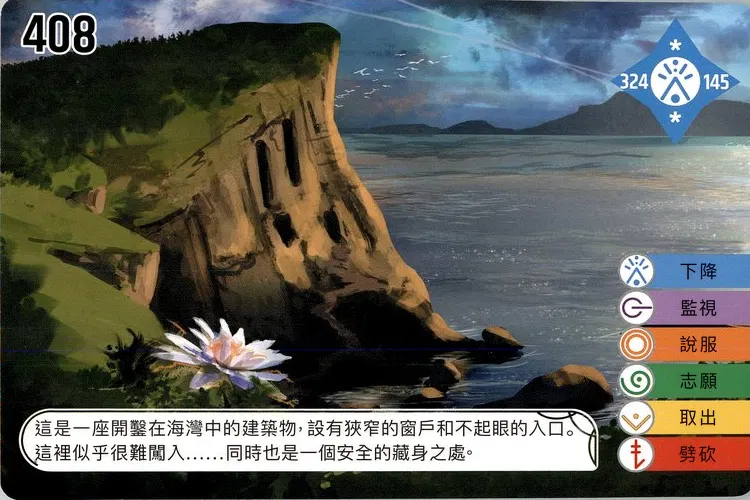 408
*
324 145
*
下降
監視
說服
志願
取出
劈砍
這是一座開鑿在海灣中的建築物，設有狹窄的窗戶和不起眼的入口。
這裡似乎很難闖入……同時也是一個安全的藏身之處。